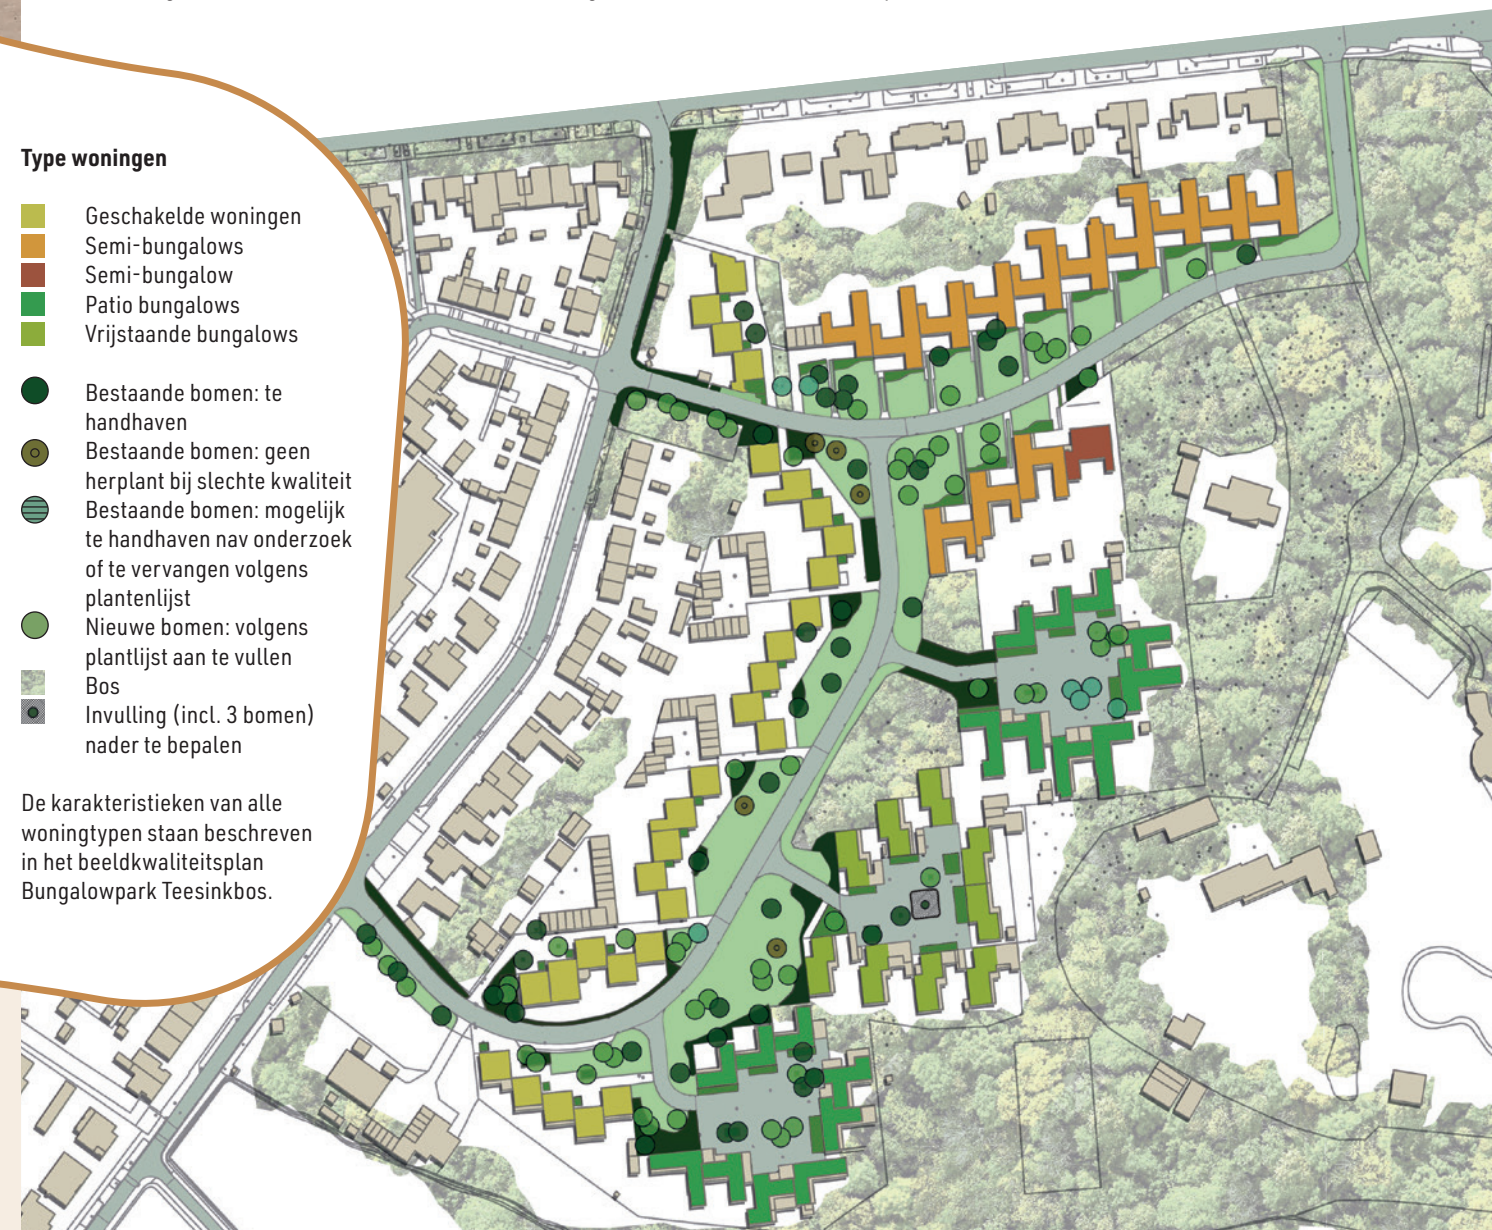 Type woningen
Geschakelde woningen
Semi-bungalows
Semi-bungalow
Patio bungalows
Vrijstaande bungalows
Bestaande bomen: te
handhaven
Bestaande bomen: geen
herplant bij slechte kwaliteit
Bestaande bomen: mogelijk
te handhaven nav onderzoek
of te vervangen volgens
plantenlijst
Nieuwe bomen: volgens
plantlijst aan te vullen
Bos
Invulling (incl. 3 bomen)
nader te bepalen
De karakteristieken van alle
woningtypen staan beschreven
in het beeldkwaliteitsplan
Bungalowpark Teesinkbos.